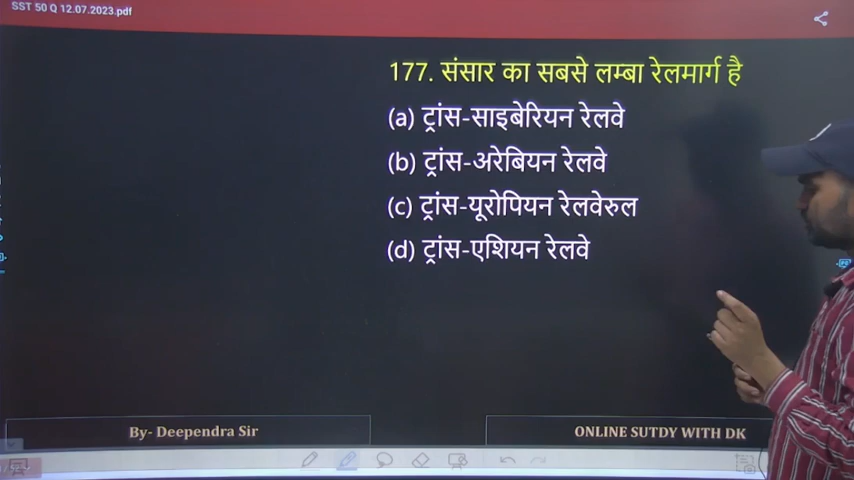 SST 50 Q 12.07.2023.pdf
177. संसार का सबसे लम्बा रेलमार्ग है
(a) ट्रांस-साइबेरियन रेलवे
(b) ट्रांस-अरेबियन रेलवे
(c) ट्रांस-यूरोपियन रेलवेरुल
(d) ट्रांस-एशियन रेलवे
By- Deependra Sir
ONLINE SUTDY WITH DK